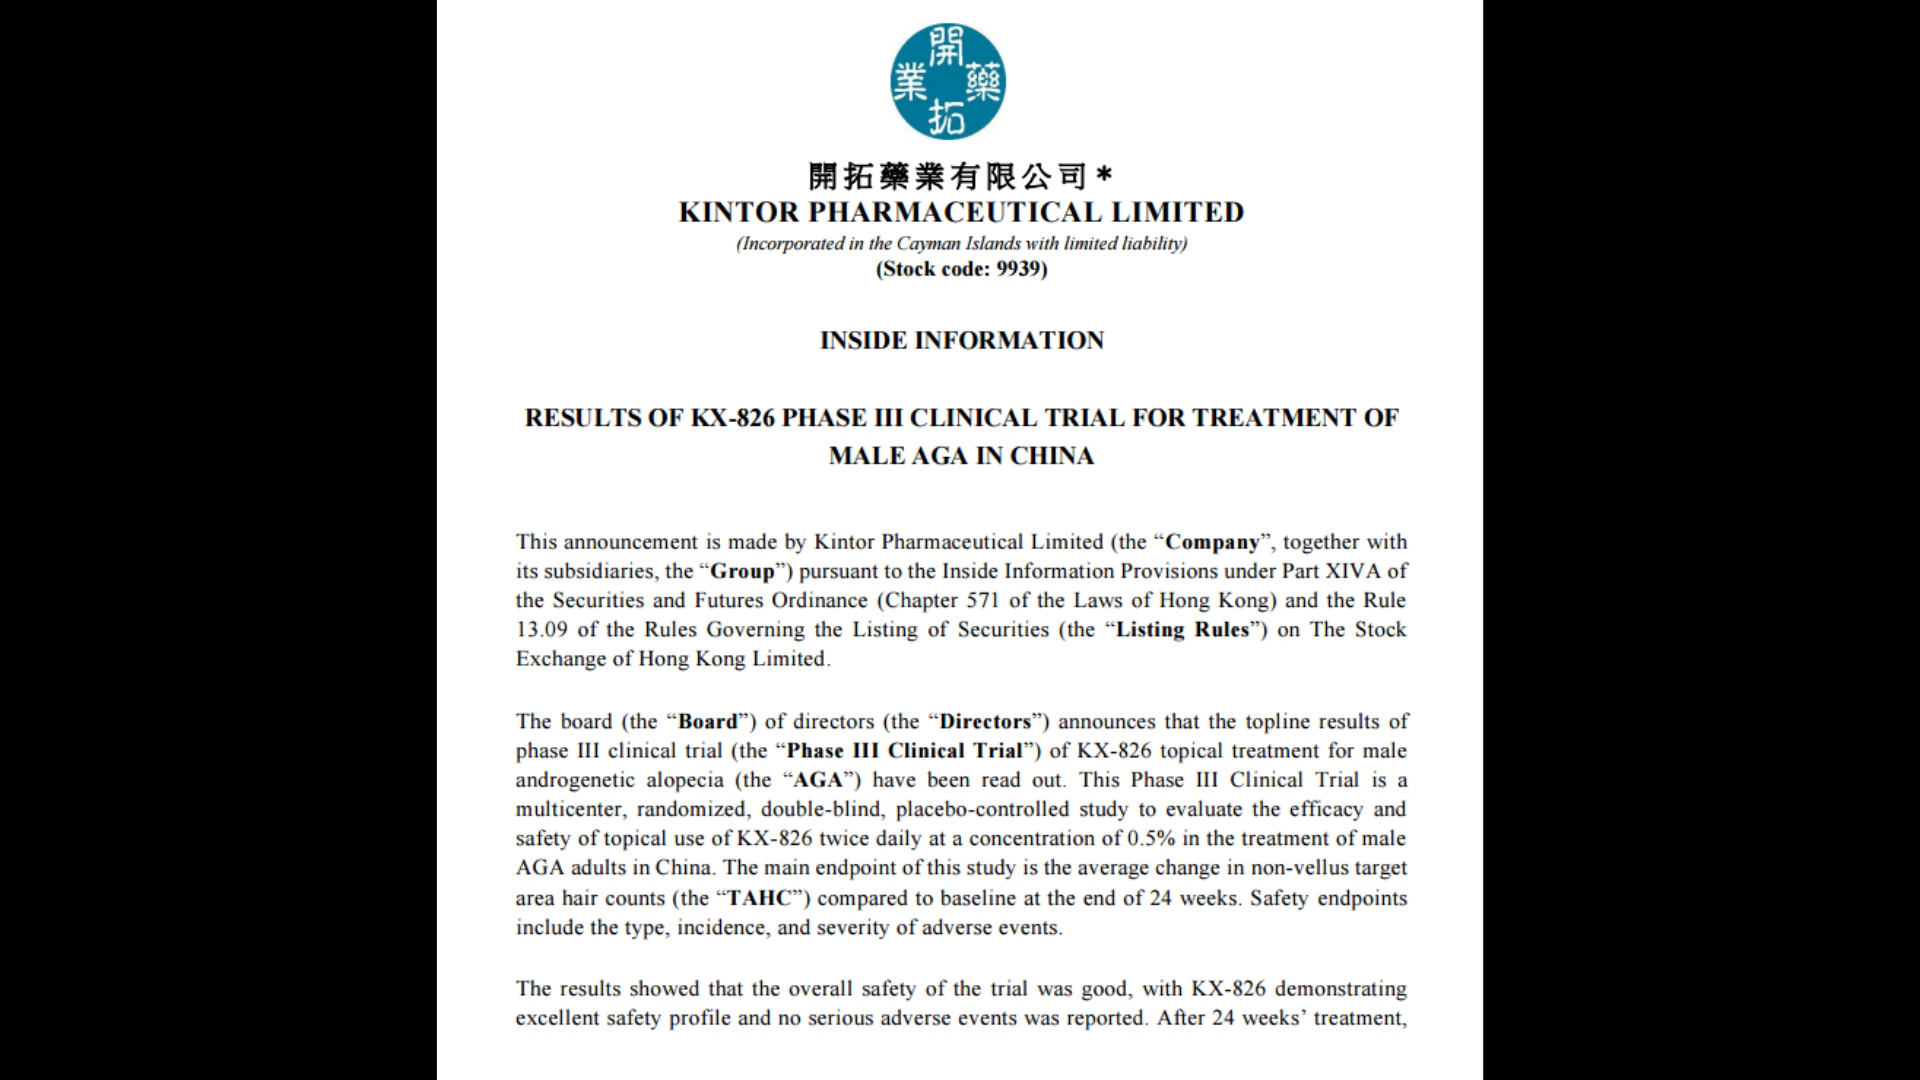 開
業 藥
拓
開拓藥業有限公司*
KINTOR PHARMACEUTICAL LIMITED
(Incorporated in the Cayman Islands with limited liability)
(Stock code: 9939)
INSIDE INFORMATION
RESULTS OF KX-826 PHASE III CLINICAL TRIAL FOR TREATMENT OF
MALE AGA IN CHINA
This announcement is made by Kintor Pharmaceutical Limited (the “Company”, together with
its subsidiaries, the “Group”) pursuant to the Inside Information Provisions under Part XIVA of
the Securities and Futures Ordinance (Chapter 571 of the Laws of Hong Kong) and the Rule
13.09 of the Rules Governing the Listing of Securities (the “Listing Rules”) on The Stock
Exchange of Hong Kong Limited.
The board (the “Board”) of directors (the “Directors”) announces that the topline results of
phase III clinical trial (the “Phase III Clinical Trial”) of KX-826 topical treatment for male
androgenetic alopecia (the “AGA”) have been read out. This Phase III Clinical Trial is a
multicenter, randomized, double-blind, placebo-controlled study to evaluate the efficacy and
safety of topical use of KX-826 twice daily at a concentration of 0.5% in the treatment of male
AGA adults in China. The main endpoint of this study is the average change in non-vellus target
area hair counts (the “TAHC”) compared to baseline at the end of 24 weeks. Safety endpoints
include the type, incidence, and severity of adverse events.
The results showed that the overall safety of the trial was good, with KX-826 demonstrating
excellent safety profile and no serious adverse events was reported. After 24 weeks’ treatment,